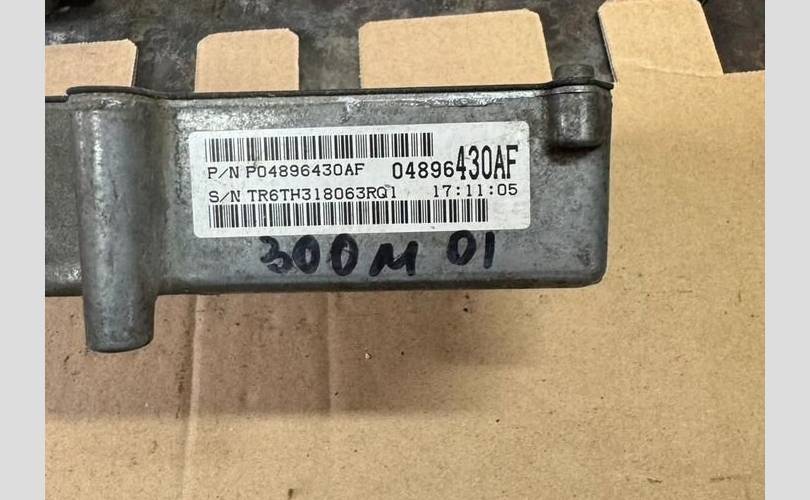 P/N P04896430AF 04896430AF
S/N TR6TH318063RQ1 17:11:05
300M 01